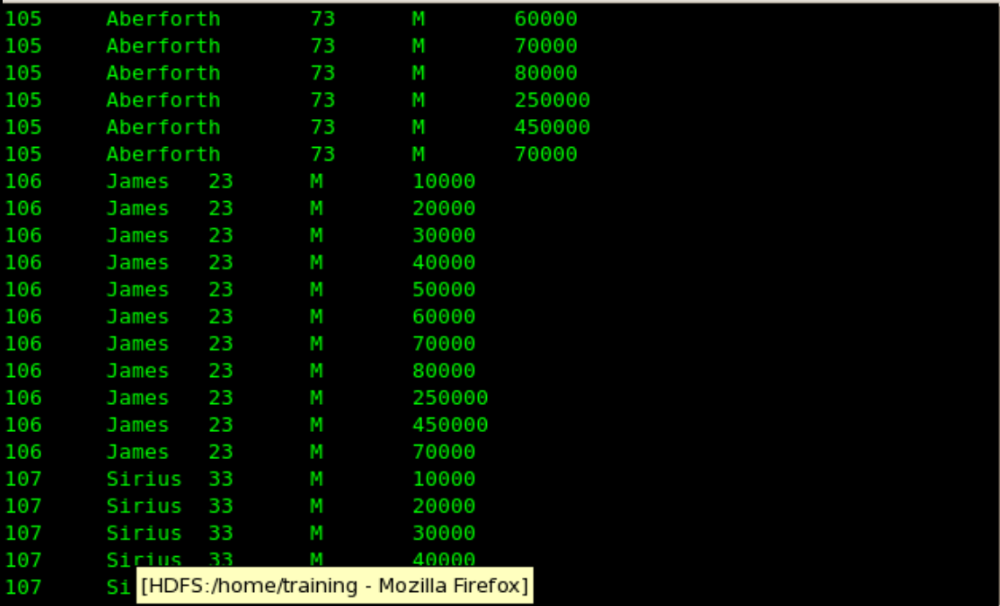 105 Aberforth 73 M 60000
105 Aberforth 73 M 70000
105 Aberforth 73 M 80000
105 Aberforth 73 M 250000
105 Aberforth 73 M 450000
105 Aberforth 73 M 70000
106 James 23 M 10000
106 James 23 M 20000
106 James 23 M 30000
106 James 23 M 40000
106 James 23 M 50000
106 James 23 M 60000
106 James 23 M 70000
106 James 23 M 80000
106 James 23 M 250000
106 James 23 M 450000
106 James 23 M 70000
107 Sirius 33 M 10000
107 Sirius 33 M 20000
107 Sirius 33 M 30000
107 Sirius 33 M 40000
107 Si [HDFS:/home/training - Mozilla Firefox]